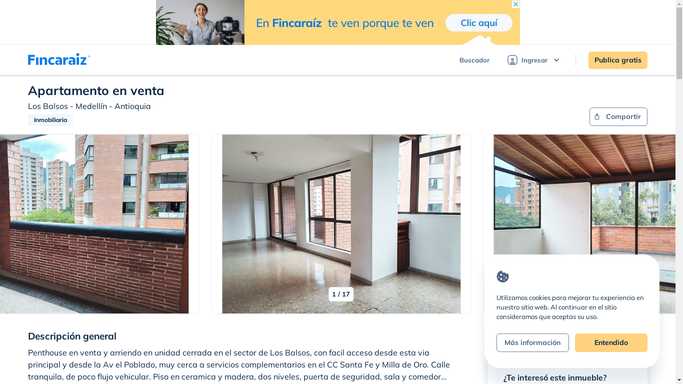 En Fincaraíz te ven porque te ven
Clic aquí
Fincaraiz
Buscador
Ingresar
Publica gratis
Apartamento en venta
Los Balsos - Medellín - Antioquia
Inmobiliaria
Compartir
1 / 17
Utilizamos cookies para mejorar tu experiencia en
nuestro sitio web. Al continuar en el sitio
consideramos que aceptas su uso.
Más información
Entendido
Descripción general
Penthouse en venta y arriendo en unidad cerrada en el sector de Los Balsos, con facil acceso desde esta via
principal y desde la Av el Poblado, muy cerca a servicios complementarios en el CC Santa Fe y Milla de Oro. Calle
tranquila, de poco flujo vehicular. Piso en ceramica y madera, dos niveles, puerta de seguridad, sala y comedor...
¿Te interesó este inmueble?